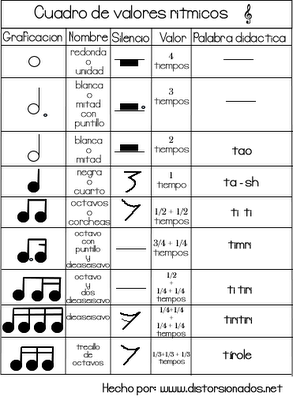 Cuadro de valores ritmicos
Graficacion Nombre Silencio Valor Palabra didactica
redonda
o
unidad
4
tiempos
blanca
o
mitad
con
puntillo
3
tiempos
blanca
o
mitad
2
tiempos
tao
negra
o
cuarto
1
tiempo
ta - sh
octavos
o
corcheas
1/2 + 1/2
tiempos
ti ti
octavo
con
puntillo
y
dieciseisavo
3/4 + 1/4
tiempos
timri
octavo
y
dos
dieciseisavo
1/2
+
1/4 + 1/4
tiempos
ti tiri
dieciseisavo
1/4+1/4
+
1/4 + 1/4
tiempos
tiritiri
trecillo
de
octavos
1/3+1/3 + 1/3
tiempos
tirole
Hecho por: www.distorsionados.net